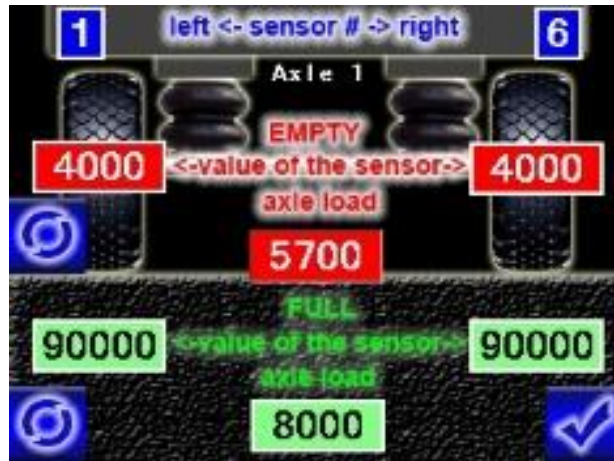 1 left <- sensor # -> right 6
Axle 1
EMPTY
4000 <-value of the sensor-> 4000
axle load
5700
FULL
90000 <-value of the sensor-> 90000
axle load
8000